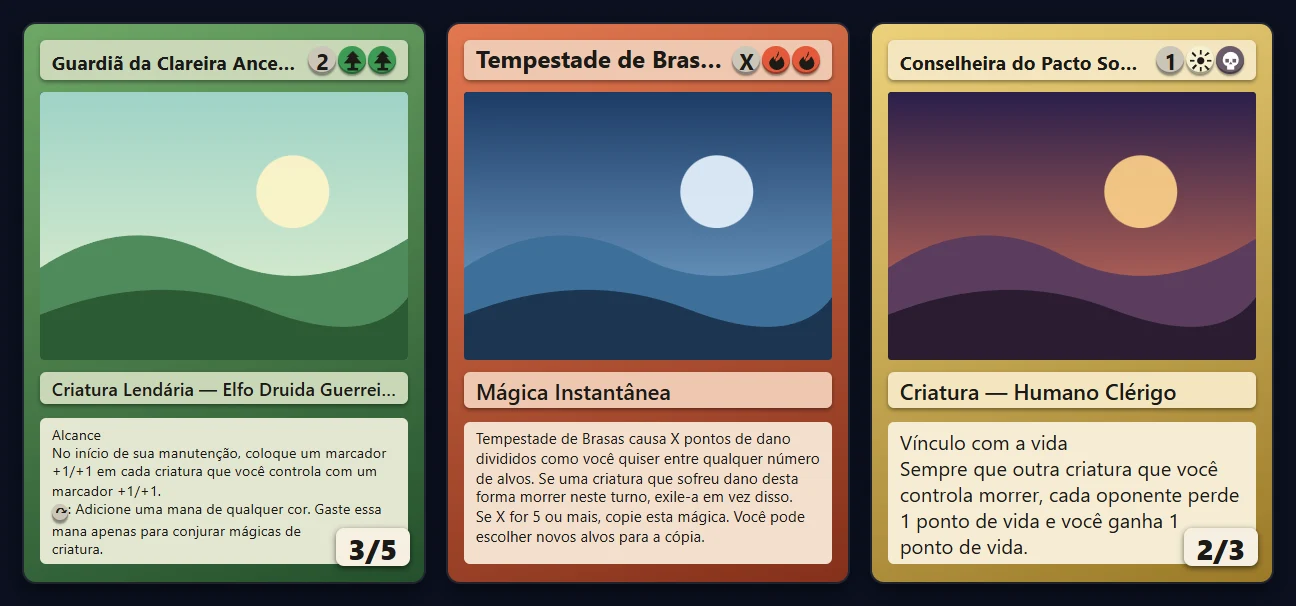 Guardiã da Clareira Ance...
2
Criatura Lendária — Elfo Druida Guerrei...
Alcance
No início de sua manutenção, coloque um marcador
+1/+1 em cada criatura que você controla com um
marcador +1/+1.
: Adicione uma mana de qualquer cor. Gaste essa
mana apenas para conjurar mágicas de
criatura.
3/5
Tempestade de Bras...
X
Mágica Instantânea
Tempestade de Brasas causa X pontos de dano
divididos como você quiser entre qualquer número
de alvos. Se uma criatura que sofreu dano desta
forma morrer neste turno, exile-a em vez disso.
Se X for 5 ou mais, copie esta mágica. Você pode
escolher novos alvos para a cópia.
Conselheira do Pacto So...
1
Criatura — Humano Clérigo
Vínculo com a vida
Sempre que outra criatura que você
controla morrer, cada oponente perde
1 ponto de vida e você ganha 1
ponto de vida.
2/3